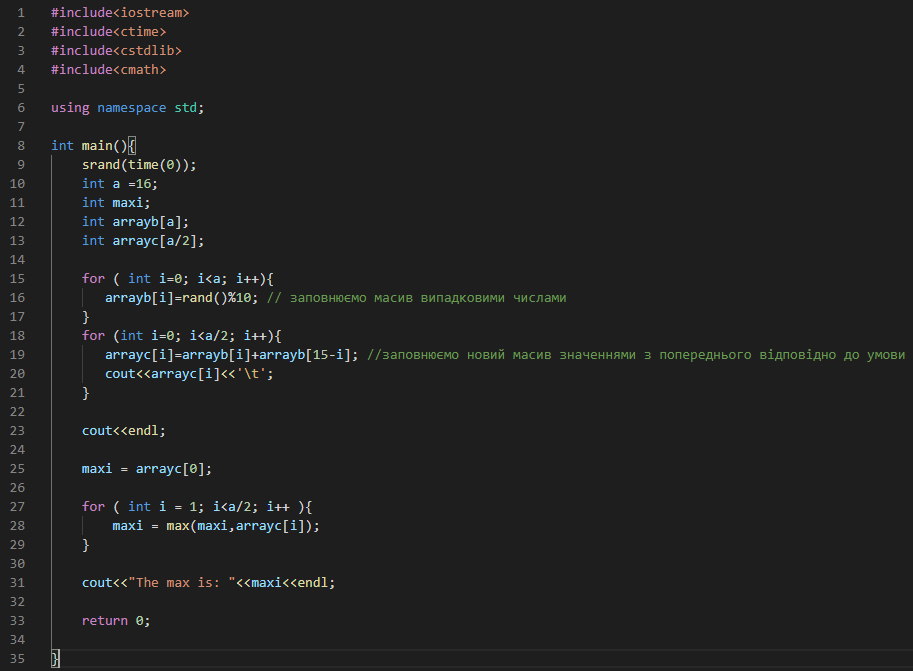 1 #include<iostream>
2 #include<ctime>
3 #include<cstdlib>
4 #include<cmath>
5
6 using namespace std;
7
8 int main(){
9     srand(time(0));
10     int a =16;
11     int maxi;
12     int arrayb[a];
13     int arrayc[a/2];
14
15     for ( int i=0; i<a; i++){
16        arrayb[i]=rand()%10; // заповнюємо масив випадковими числами
17     }
18     for (int i=0; i<a/2; i++){
19        arrayc[i]=arrayb[i]+arrayb[15-i]; //заповнюємо новий масив значеннями з попереднього відповідно до умови
20        cout<<arrayc[i]<<'\t';
21     }
22
23     cout<<endl;
24
25     maxi = arrayc[0];
26
27     for ( int i = 1; i<a/2; i++ ){
28         maxi = max(maxi,arrayc[i]);
29     }
30
31     cout<<"The max is: "<<maxi<<endl;
32
33     return 0;
34
35 }